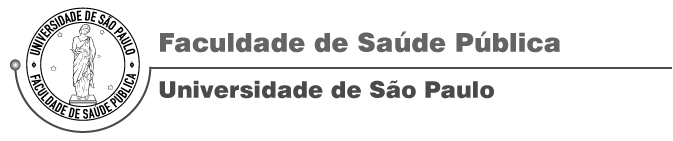 UNIVERSIDADE DE SÃO PAULO
FACULDADE DE SAÚDE PÚBLICA
Faculdade de Saúde Pública
Universidade de São Paulo